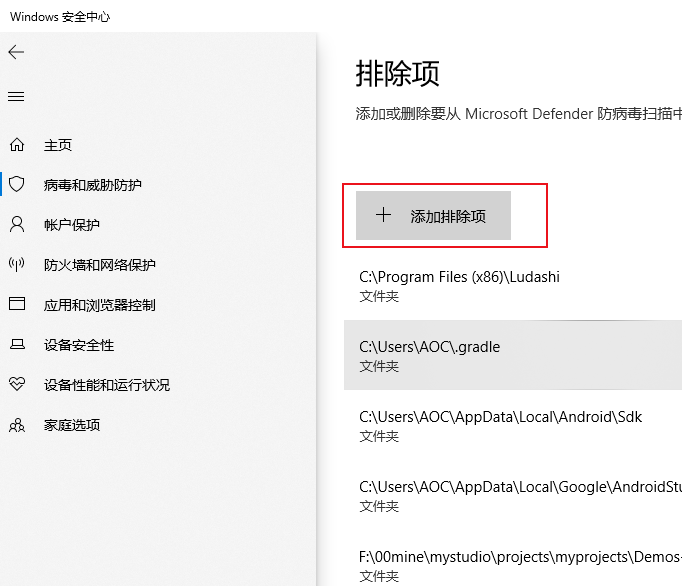 Windows 安全中心
主页
病毒和威胁防护
帐户保护
防火墙和网络保护
应用和浏览器控制
设备安全性
设备性能和运行状况
家庭选项
排除项
添加或删除要从 Microsoft Defender 防病毒扫描中
添加排除项
C:\Program Files (x86)\Ludashi
文件夹
C:\Users\AOC\.gradle
文件夹
C:\Users\AOC\AppData\Local\Android\Sdk
文件夹
C:\Users\AOC\AppData\Local\Google\AndroidStu
文件夹
F:\00mine\mystudio\projects\myprojects\Demos-
文件夹